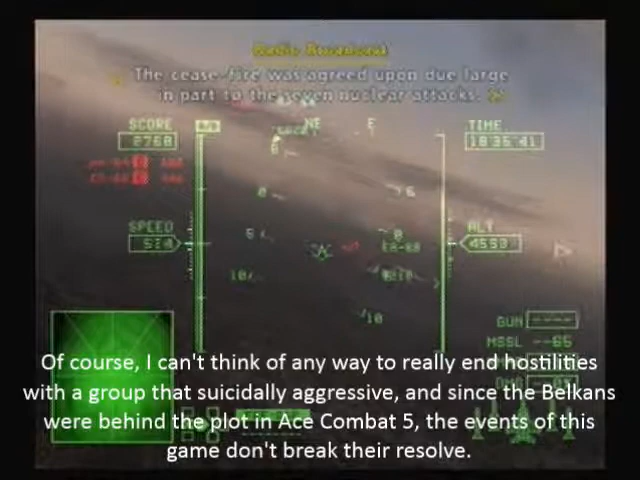 Radio Broadcast
<< The cease-fire was agreed upon due large
in part to the seven nuclear attacks. >>
NE E
SCORE TIME
2768 18:35:41
SPEED ALT
514 4553
GUN ----
MSSL --65
Of course, I can't think of any way to really end hostilities
with a group that suicidally aggressive, and since the Belkans
were behind the plot in Ace Combat 5, the events of this
game don't break their resolve.